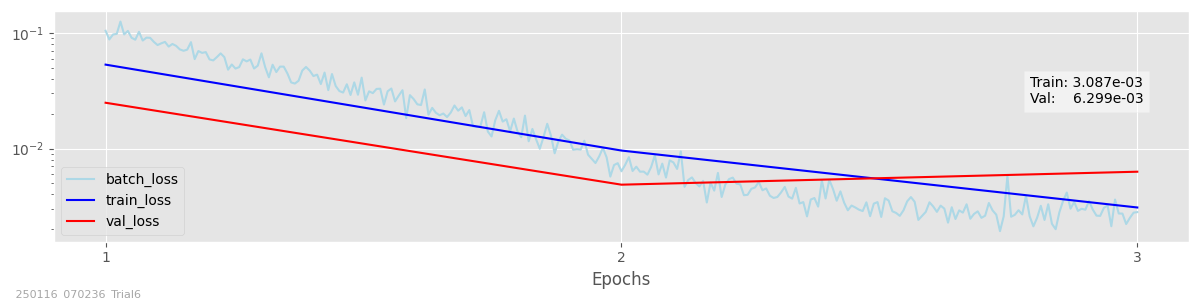 10⁻¹
10⁻²
Train: 3.087e-03
Val: 6.299e-03
batch_loss
train_loss
val_loss
1 2 3
Epochs
250116_070236_Trial6